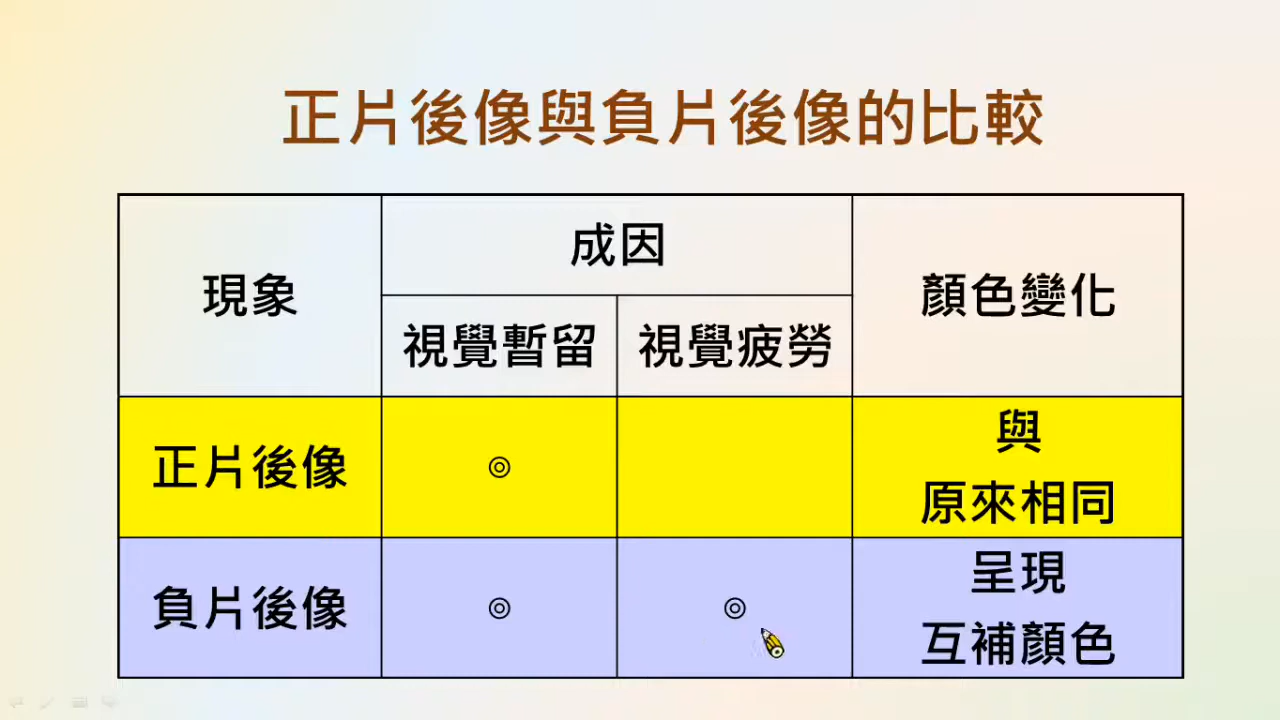 正片後像與負片後像的比較
現象
成因
顏色變化
視覺暫留
視覺疲勞
正片後像
◎
與
原來相同
負片後像
◎
◎
呈現
互補顏色